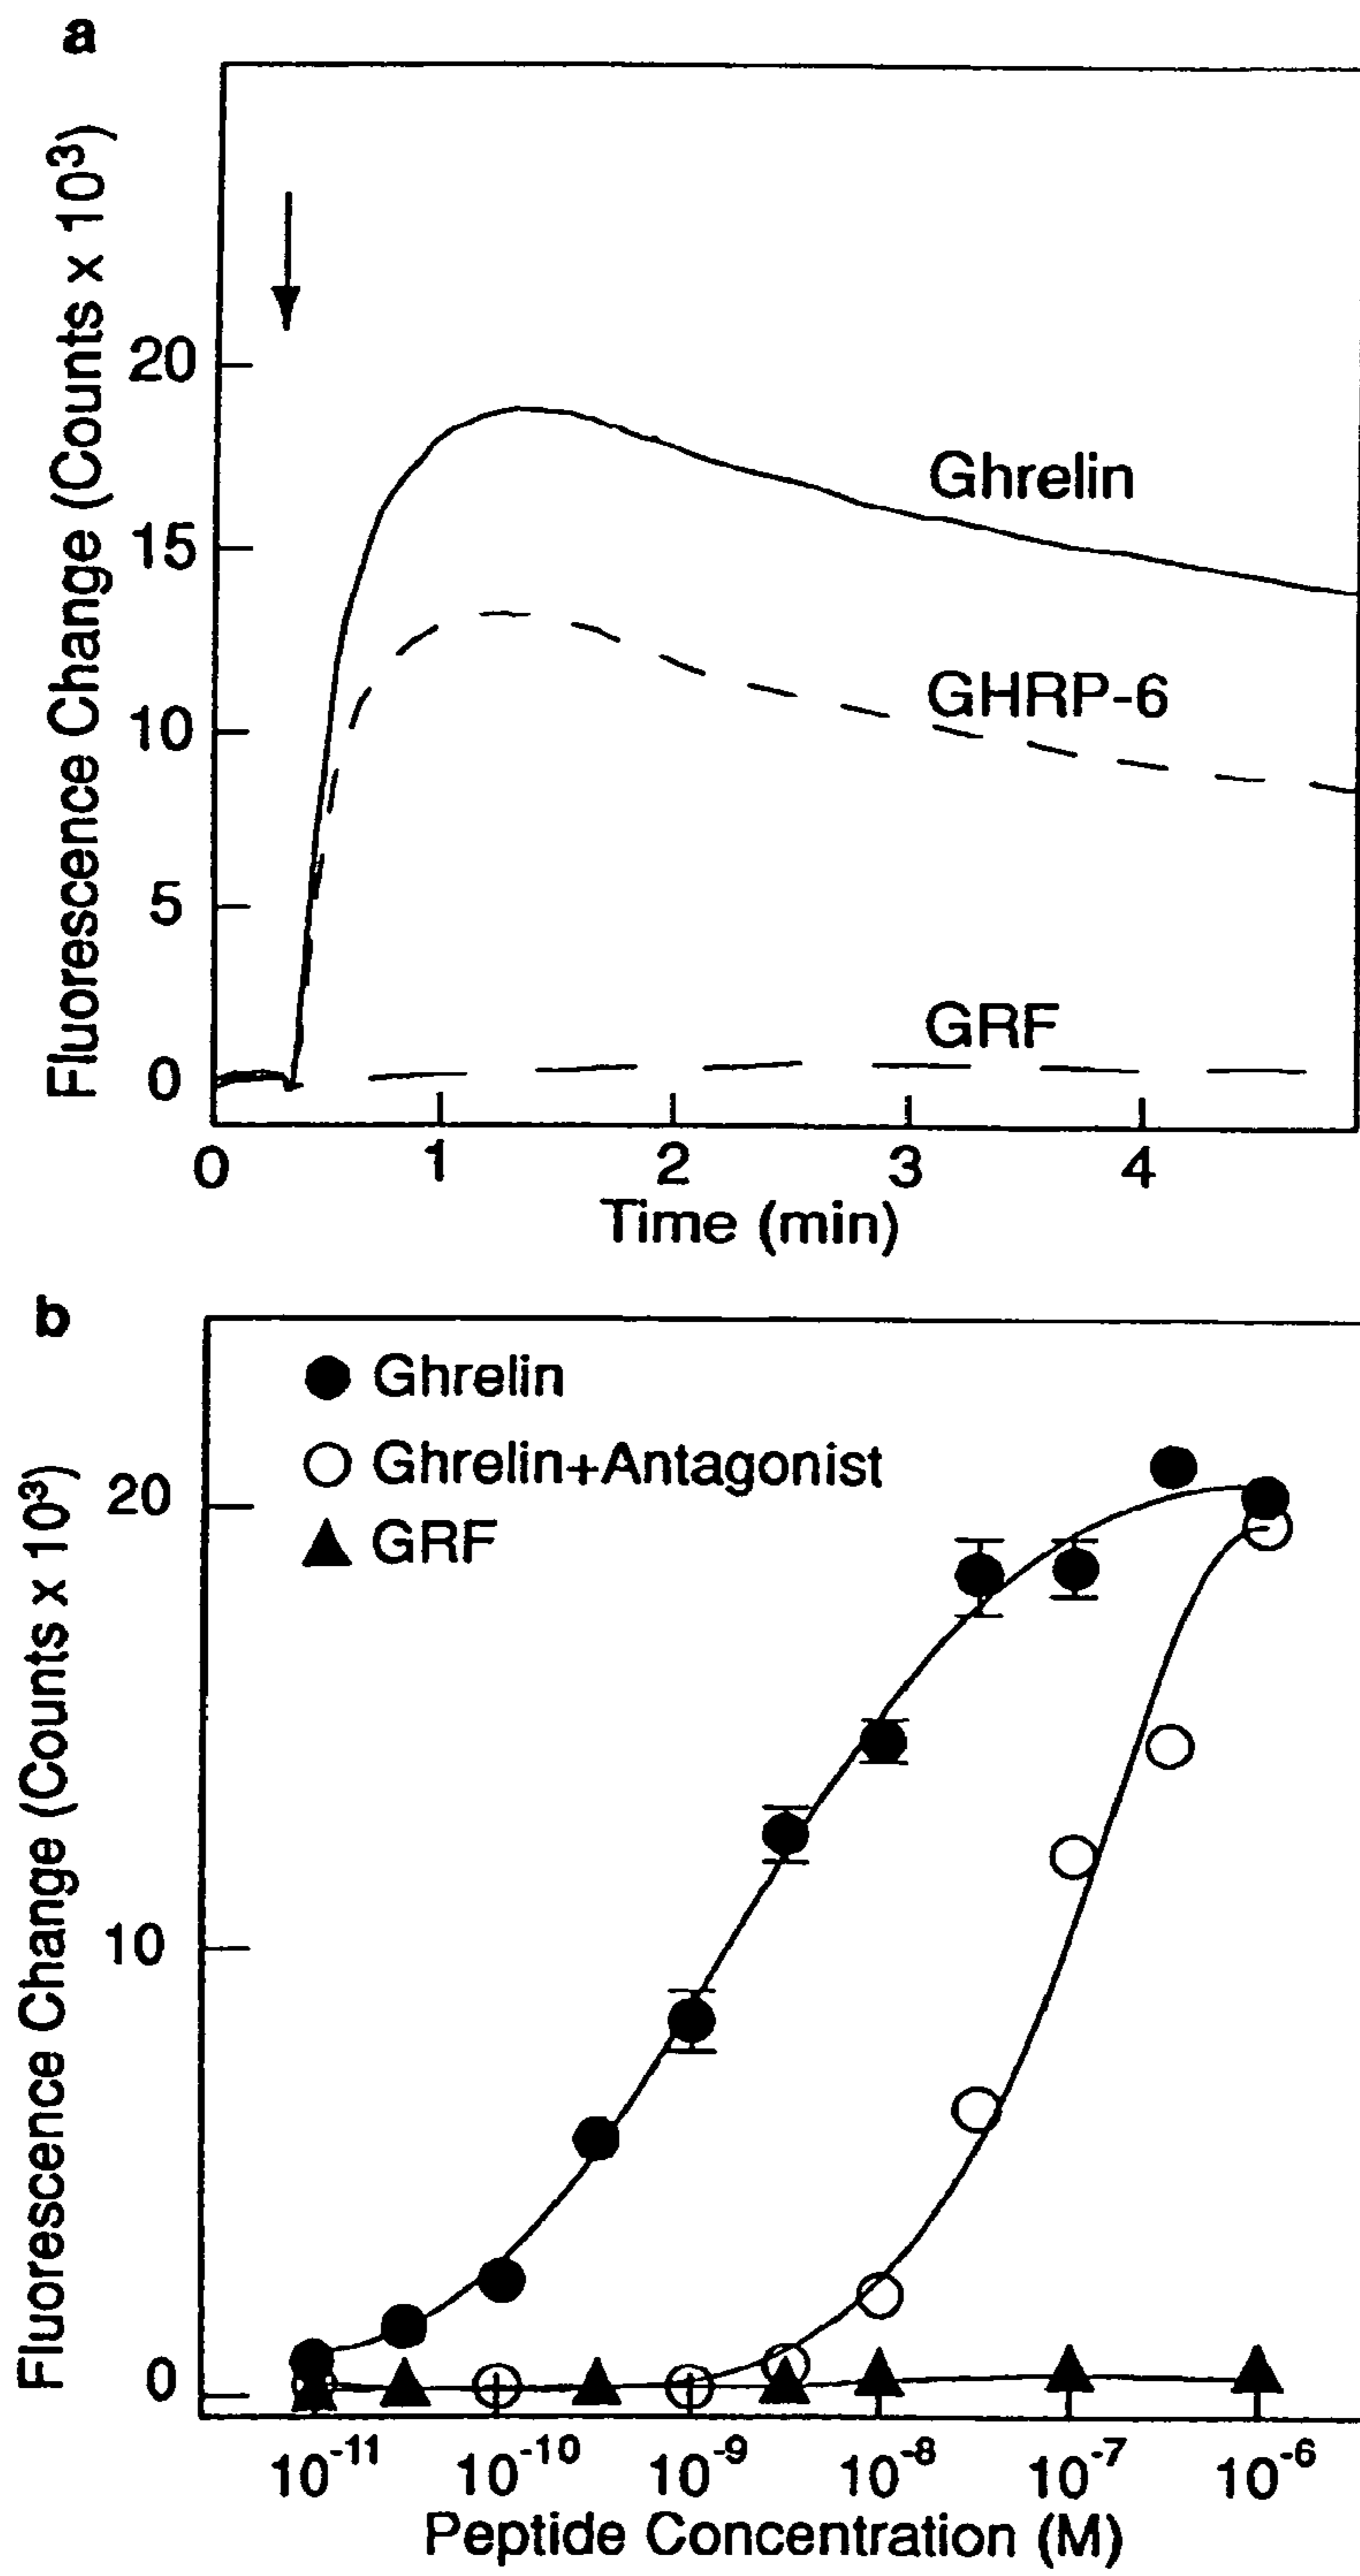 a
Fluorescence Change (Counts x 10³)
20
15
10
5
0
Ghrelin
GHRP-6
GRF
0 1 2 3 4
Time (min)
b
Fluorescence Change (Counts x 10³)
● Ghrelin
○ Ghrelin+Antagonist
▲ GRF
20
10
0
10⁻¹¹ 10⁻¹⁰ 10⁻⁹ 10⁻⁸ 10⁻⁷ 10⁻⁶
Peptide Concentration (M)